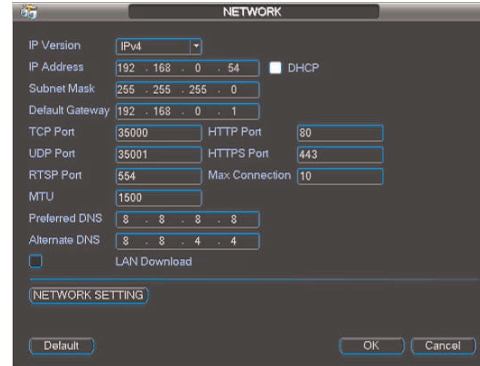 NETWORK
IP Version IPv4
IP Address 192 . 168 . 0 . 54 DHCP
Subnet Mask 255 . 255 . 255 . 0
Default Gateway 192 . 168 . 0 . 1
TCP Port 35000 HTTP Port 80
UDP Port 35001 HTTPS Port 443
RTSP Port 554 Max Connection 10
MTU 1500
Preferred DNS 8 . 8 . 8 . 8
Alternate DNS 8 . 8 . 4 . 4
LAN Download
NETWORK SETTING
Default OK Cancel